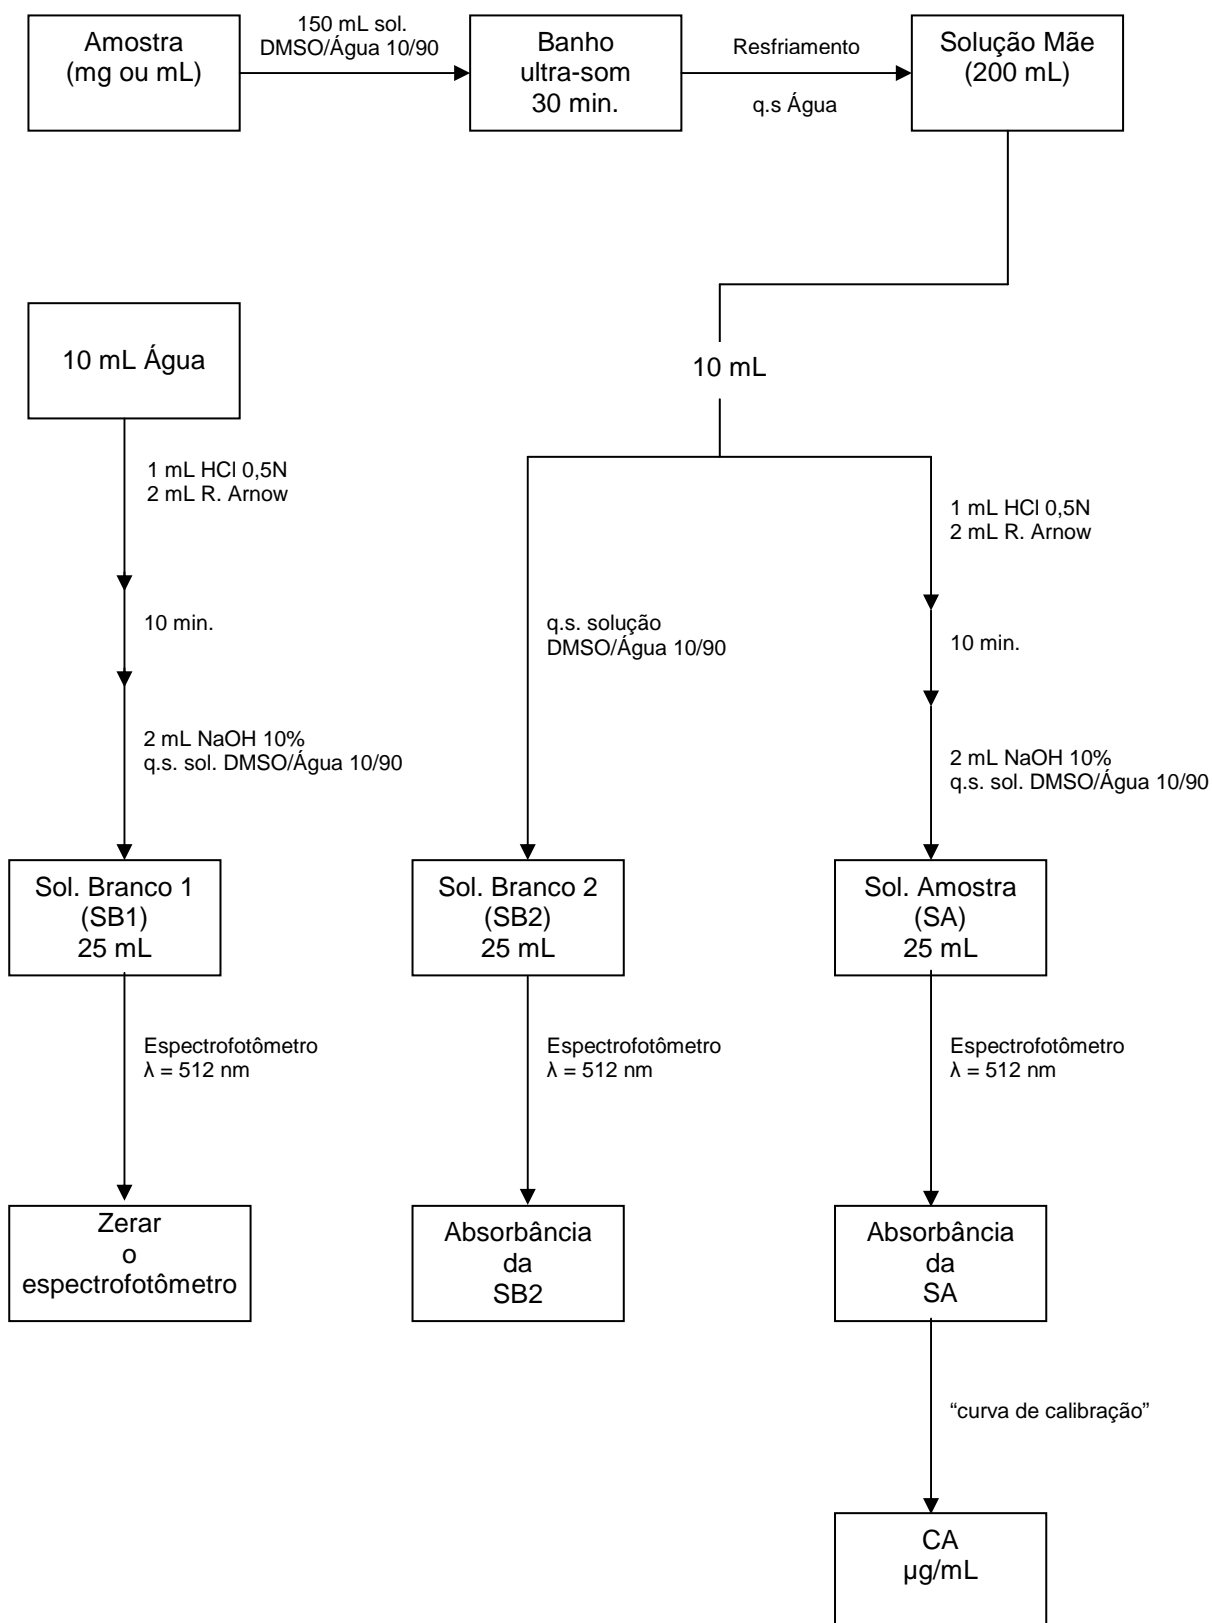 Amostra
(mg ou mL)
150 mL sol.
DMSO/Água 10/90
Banho
ultra-som
30 min.
Resfriamento
q.s Água
Solução Mãe
(200 mL)
10 mL Água
10 mL
1 mL HCl 0,5N
2 mL R. Arnow
1 mL HCl 0,5N
2 mL R. Arnow
10 min.
q.s. solução
DMSO/Água 10/90
10 min.
2 mL NaOH 10%
q.s. sol. DMSO/Água 10/90
2 mL NaOH 10%
q.s. sol. DMSO/Água 10/90
Sol. Branco 1
(SB1)
25 mL
Sol. Branco 2
(SB2)
25 mL
Sol. Amostra
(SA)
25 mL
Espectrofotômetro
λ = 512 nm
Espectrofotômetro
λ = 512 nm
Espectrofotômetro
λ = 512 nm
Zerar
o
espectrofotômetro
Absorbância
da
SB2
Absorbância
da
SA
“curva de calibração”
CA
µg/mL